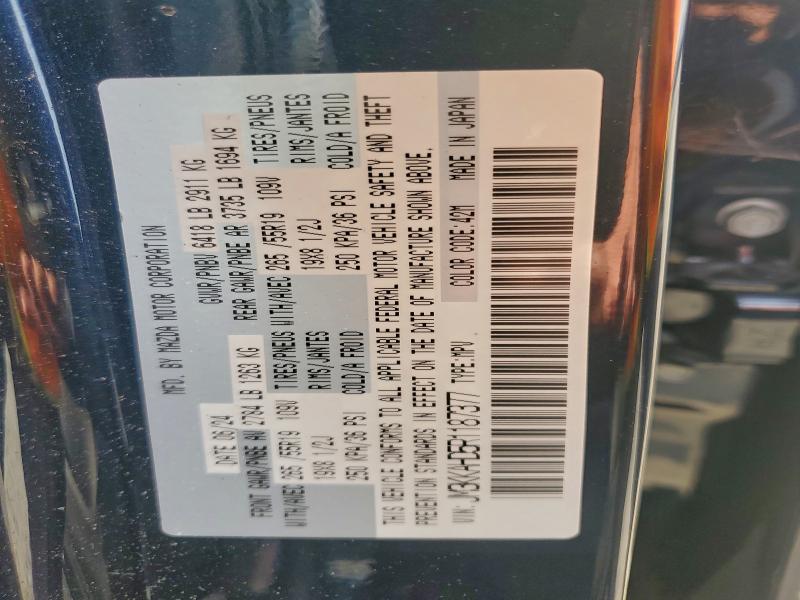 MFD. BY MAZDA MOTOR CORPORATION
DATE 06/24 GVWR/PNBV 6418 LB 2911 KG
FRONT GAWR/PNBE AV 2784 LB 1263 KG REAR GAWR/PNBE AR 3735 LB 1694 KG
WITH/AVEC 265 /55R19 109V TIRES/PNEUS WITH/AVEC 265 /55R19 109V TIRES/PNEUS
19X8 1/2J RIMS/JANTES 19X8 1/2J RIMS/JANTES
250 KPA/36 PSI COLD/A FROID 250 KPA/36 PSI COLD/A FROID
THIS VEHICLE CONFORMS TO ALL APPLICABLE FEDERAL MOTOR VEHICLE SAFETY AND THEFT
PREVENTION STANDARDS IN EFFECT ON THE DATE OF MANUFACTURE SHOWN ABOVE.
VIN: JM3KKAHD5R1187377 TYPE:MPV COLOR CODE:42M MADE IN JAPAN